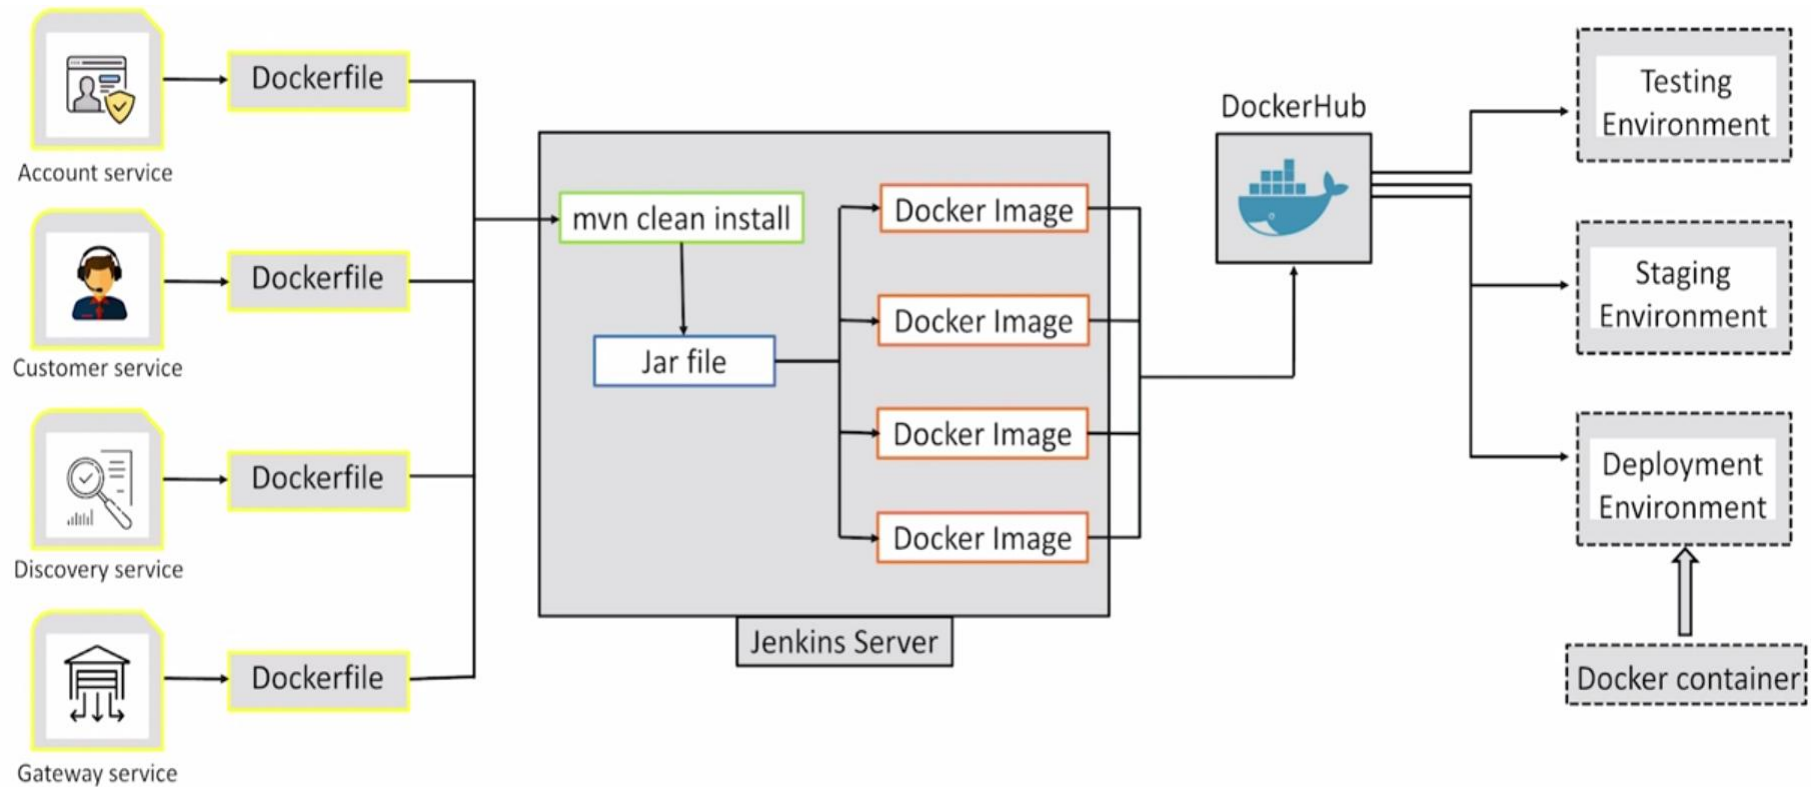 Account service
Dockerfile
Customer service
Dockerfile
Discovery service
Dockerfile
Gateway service
Dockerfile
mvn clean install
Jar file
Docker Image
Docker Image
Docker Image
Docker Image
Jenkins Server
DockerHub
Testing
Environment
Staging
Environment
Deployment
Environment
Docker container